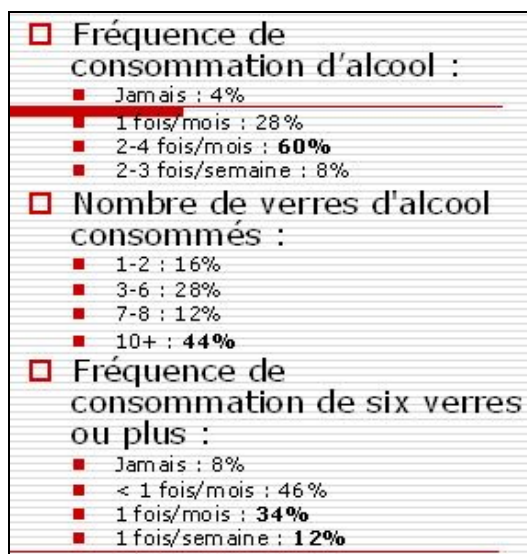 Fréquence de
consommation d'alcool :
Jamais : 4%
1 fois/mois : 28%
2-4 fois/mois : 60%
2-3 fois/semaine : 8%
Nombre de verres d'alcool
consommés :
1-2 : 16%
3-6 : 28%
7-8 : 12%
10+ : 44%
Fréquence de
consommation de six verres
ou plus :
Jamais : 8%
< 1 fois/mois : 46%
1 fois/mois : 34%
1 fois/semaine : 12%